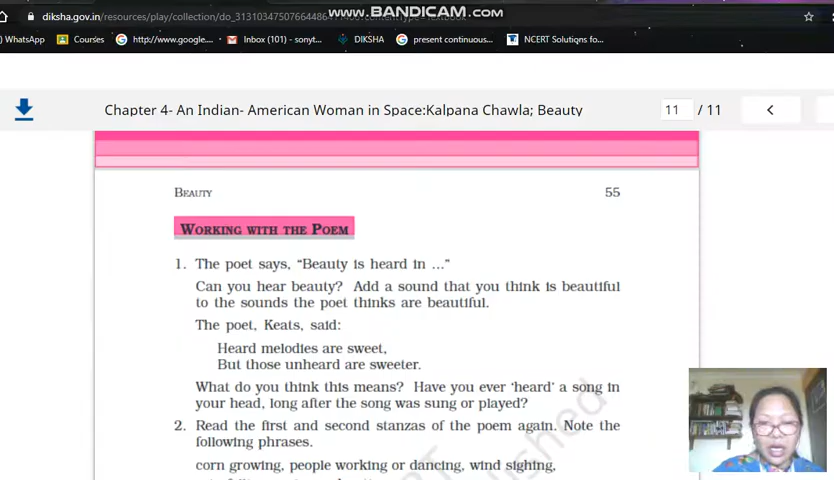 www.BANDICAM.com
diksha.gov.in/resources/play/collection/do_31310347507664486
WhatsApp Courses http://www.google.... Inbox (101) - sonyt... DIKSHA present continuous... NCERT Solutions fo...
Chapter 4- An Indian- American Woman in Space:Kalpana Chawla; Beauty 11 / 11
BEAUTY 55
WORKING WITH THE POEM
1. The poet says, “Beauty is heard in ...”
Can you hear beauty? Add a sound that you think is beautiful
to the sounds the poet thinks are beautiful.
The poet, Keats, said:
Heard melodies are sweet,
But those unheard are sweeter.
What do you think this means? Have you ever ‘heard’ a song in
your head, long after the song was sung or played?
2. Read the first and second stanzas of the poem again. Note the
following phrases.
corn growing, people working or dancing, wind sighing,